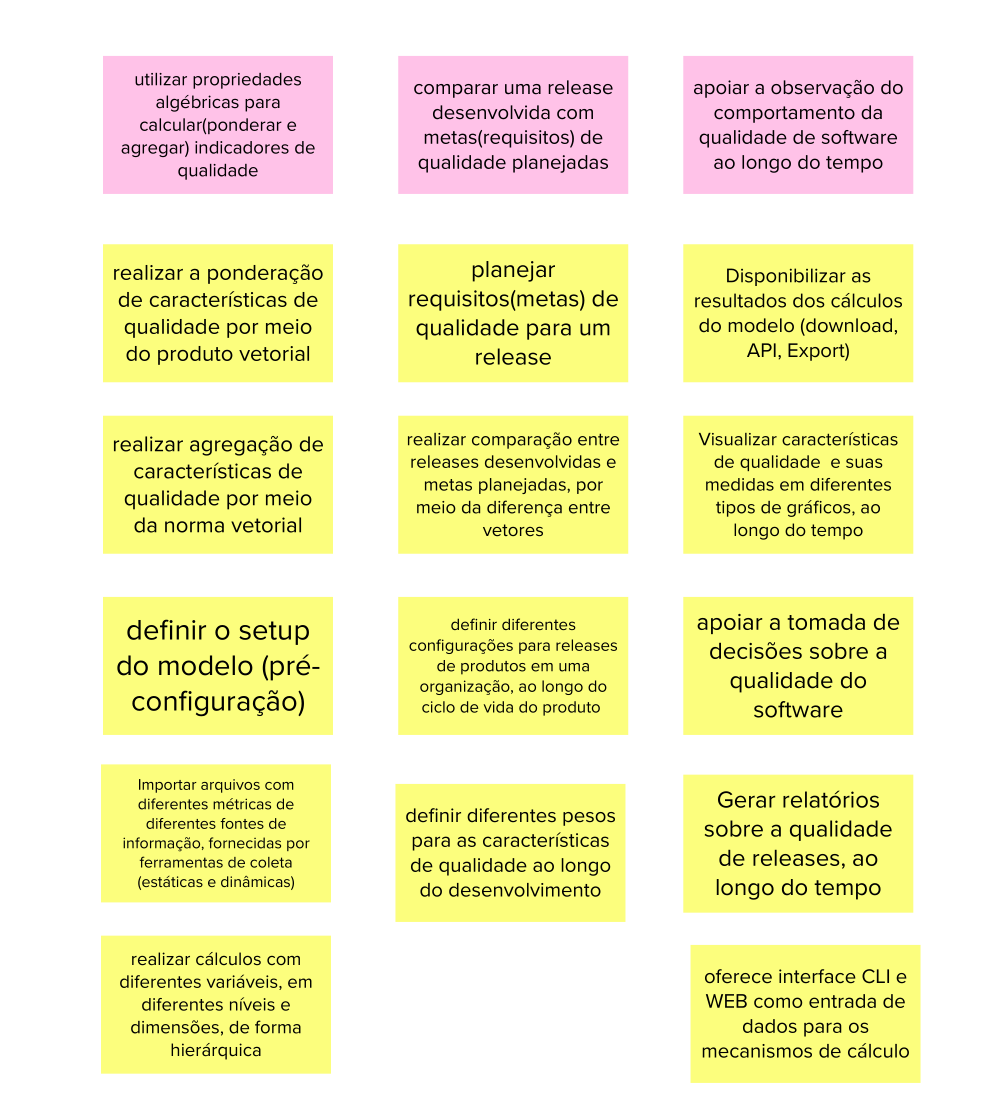 utilizar propriedades
algébricas para
calcular(ponderar e
agregar) indicadores de
qualidade
comparar uma release
desenvolvida com
metas(requisitos) de
qualidade planejadas
apoiar a observação do
comportamento da
qualidade de software
ao longo do tempo
realizar a ponderação
de características de
qualidade por meio
do produto vetorial
planejar
requisitos(metas) de
qualidade para um
release
Disponibilizar as
resultados dos cálculos
do modelo (download,
API, Export)
realizar agregação de
características de
qualidade por meio
da norma vetorial
realizar comparação entre
releases desenvolvidas e
metas planejadas, por
meio da diferença entre
vetores
Visualizar características
de qualidade e suas
medidas em diferentes
tipos de gráficos, ao
longo do tempo
definir o setup
do modelo (pré-
configuração)
definir diferentes
configurações para releases
de produtos em uma
organização, ao longo do
ciclo de vida do produto
apoiar a tomada de
decisões sobre a
qualidade do
software
Importar arquivos com
diferentes métricas de
diferentes fontes de
informação, fornecidas por
ferramentas de coleta
(estáticas e dinâmicas)
definir diferentes pesos
para as características
de qualidade ao longo
do desenvolvimento
Gerar relatórios
sobre a qualidade
de releases, ao
longo do tempo
realizar cálculos com
diferentes variáveis, em
diferentes níveis e
dimensões, de forma
hierárquica
oferece interface CLI e
WEB como entrada de
dados para os
mecanismos de cálculo